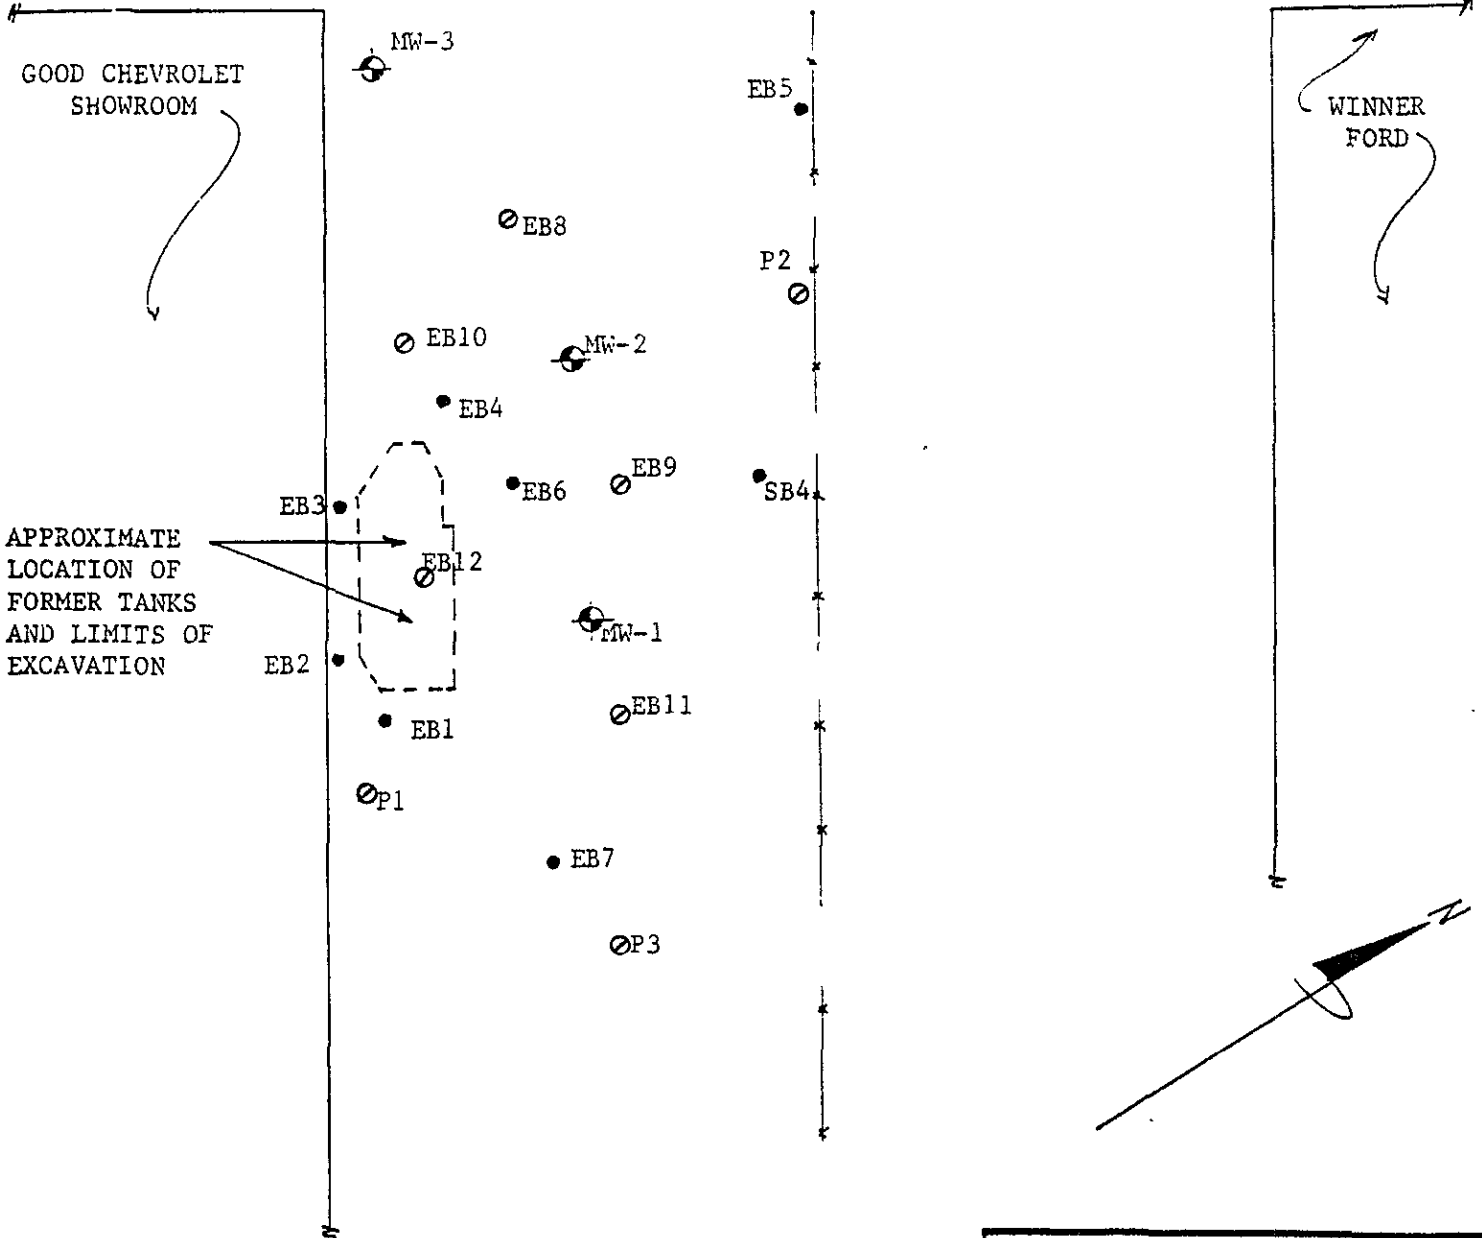 MW-3
GOOD CHEVROLET
SHOWROOM
EB5
WINNER
FORD
EB8
P2
EB10
MW-2
EB4
EB9
EB6
SB4
EB3
APPROXIMATE
LOCATION OF
FORMER TANKS
AND LIMITS OF
EXCAVATION
EB12
MW-1
EB2
EB11
EB1
P1
EB7
P3
N